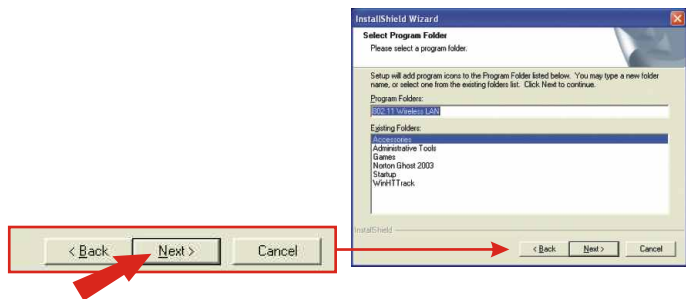 InstallShield Wizard
Select Program Folder
Please select a program folder.
Setup will add program icons to the Program Folder listed below. You may type a new folder
name, or select one from the existing folders list. Click Next to continue.
Program Folders:
802.11 Wireless LAN
Existing Folders:
Accessories
Administrative Tools
Games
Norton Ghost 2003
Startup
WinHTTrack
InstallShield
< Back Next > Cancel
< Back Next > Cancel